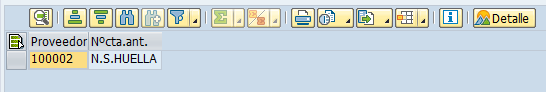 Detalle
Proveedor Nºcta.ant.
100002 N.S.HUELLA